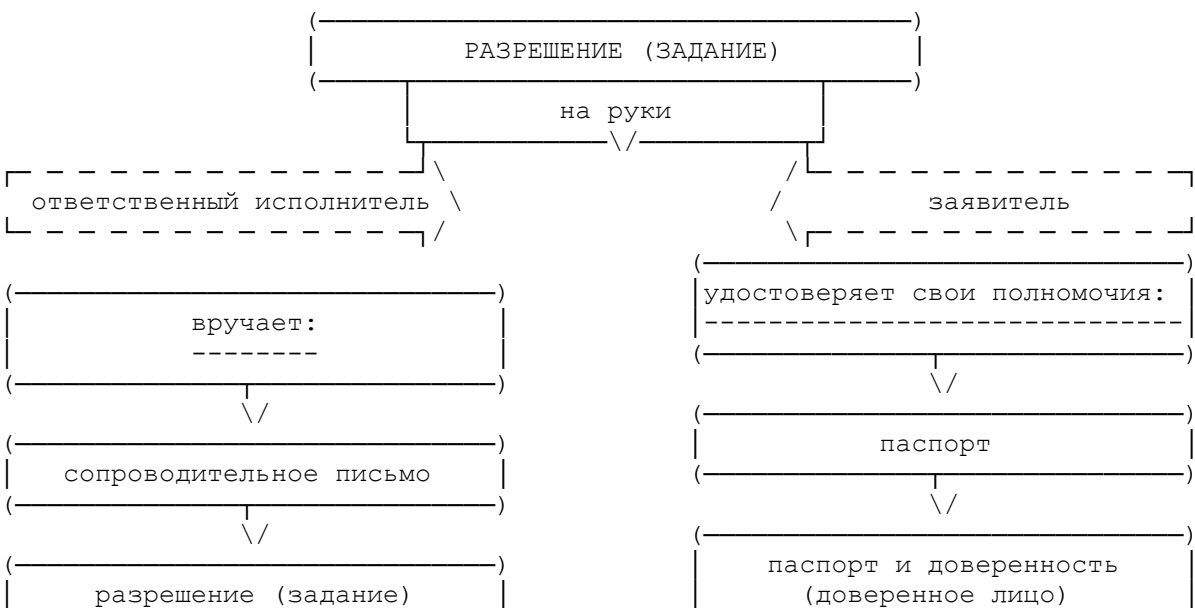 РАЗРЕШЕНИЕ (ЗАДАНИЕ)
на руки
ответственный исполнитель
заявитель
вручает:
сопроводительное письмо
разрешение (задание)
удостоверяет свои полномочия:
паспорт
паспорт и доверенность
(доверенное лицо)